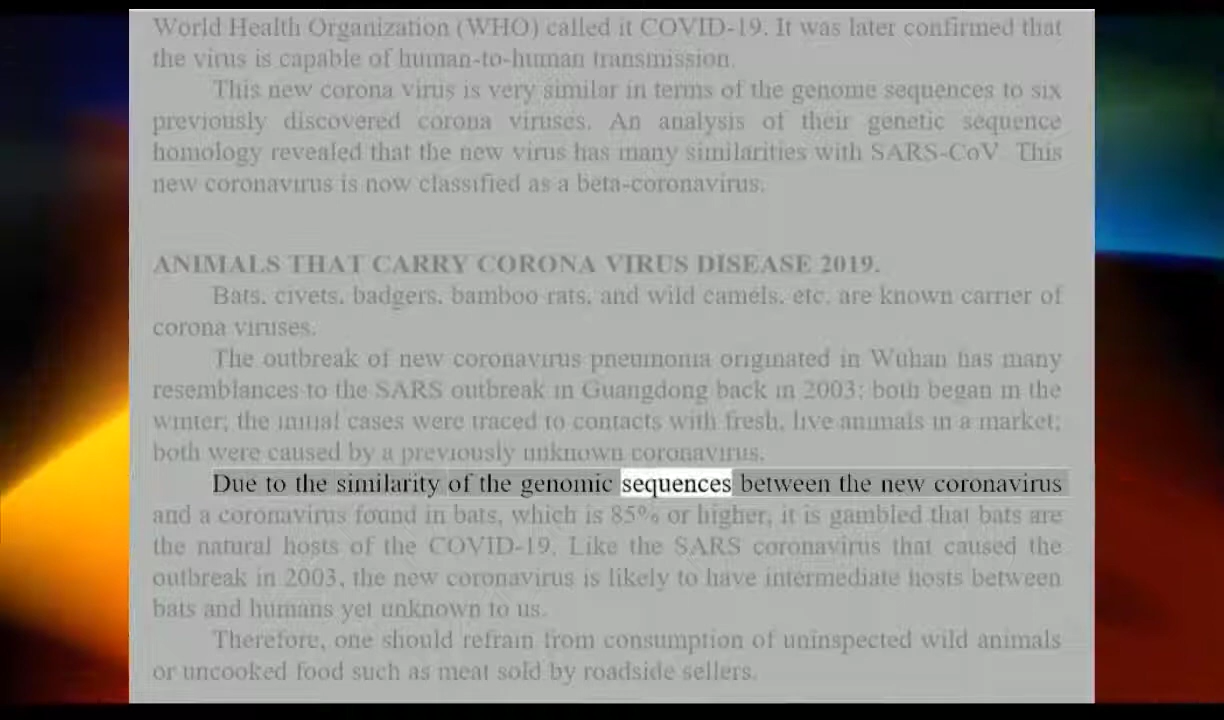 World Health Organization (WHO) called it COVID-19. It was later confirmed that
the virus is capable of human-to-human transmission.
This new corona virus is very similar in terms of the genome sequences to six
previously discovered corona viruses. An analysis of their genetic sequence
homology revealed that the new virus has many similarities with SARS-CoV. This
new coronavirus is now classified as a beta-coronavirus.
ANIMALS THAT CARRY CORONA VIRUS DISEASE 2019.
Bats, civets, badgers, bamboo rats, and wild camels, etc. are known carrier of
corona viruses.
The outbreak of new coronavirus pneumonia originated in Wuhan has many
resemblances to the SARS outbreak in Guangdong back in 2003: both began in the
winter; the initial cases were traced to contacts with fresh, live animals in a market;
both were caused by a previously unknown coronavirus.
Due to the similarity of the genomic sequences between the new coronavirus
and a coronavirus found in bats, which is 85% or higher, it is gambled that bats are
the natural hosts of the COVID-19. Like the SARS coronavirus that caused the
outbreak in 2003, the new coronavirus is likely to have intermediate hosts between
bats and humans yet unknown to us.
Therefore, one should refrain from consumption of uninspected wild animals
or uncooked food such as meat sold by roadside sellers.